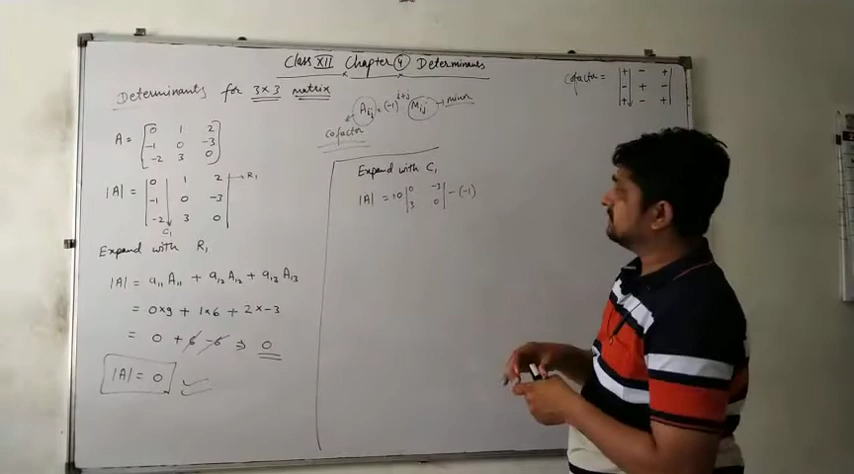 Class XII Chapter 4 Determinants
Cofactor = | + - + |
| - + - |
| + - + |
Determinants for 3×3 matrix
Aij = (-1)^i+j Mij → minor
cofactor
A = [ 0 1 2
-1 0 -3
-2 3 0 ]
|A| = | 0 1 2 | → R1
| -1 0 -3 |
| -2 3 0 |
C1
Expand with R1
|A| = a11 A11 + a12 A12 + a13 A13
= 0×9 + 1×6 + 2×-3
= 0 + 6 - 6 ⇒ 0
|A| = 0
Expand with C1
|A| = +0 | 0 -3 | - (-1)
| 3 0 |